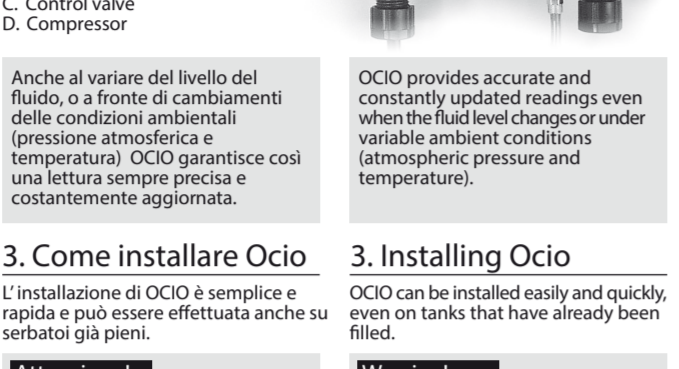 C. Control valve
D. Compressor
Anche al variare del livello del
fluido, o a fronte di cambiamenti
delle condizioni ambientali
(pressione atmosferica e
temperatura) OCIO garantisce così
una lettura sempre precisa e
costantemente aggiornata.
OCIO provides accurate and
constantly updated readings even
when the fluid level changes or under
variable ambient conditions
(atmospheric pressure and
temperature).
3. Come installare Ocio
L' installazione di OCIO è semplice e
rapida e può essere effettuata anche su
serbatoi già pieni.
3. Installing Ocio
OCIO can be installed easily and quickly,
even on tanks that have already been
filled.